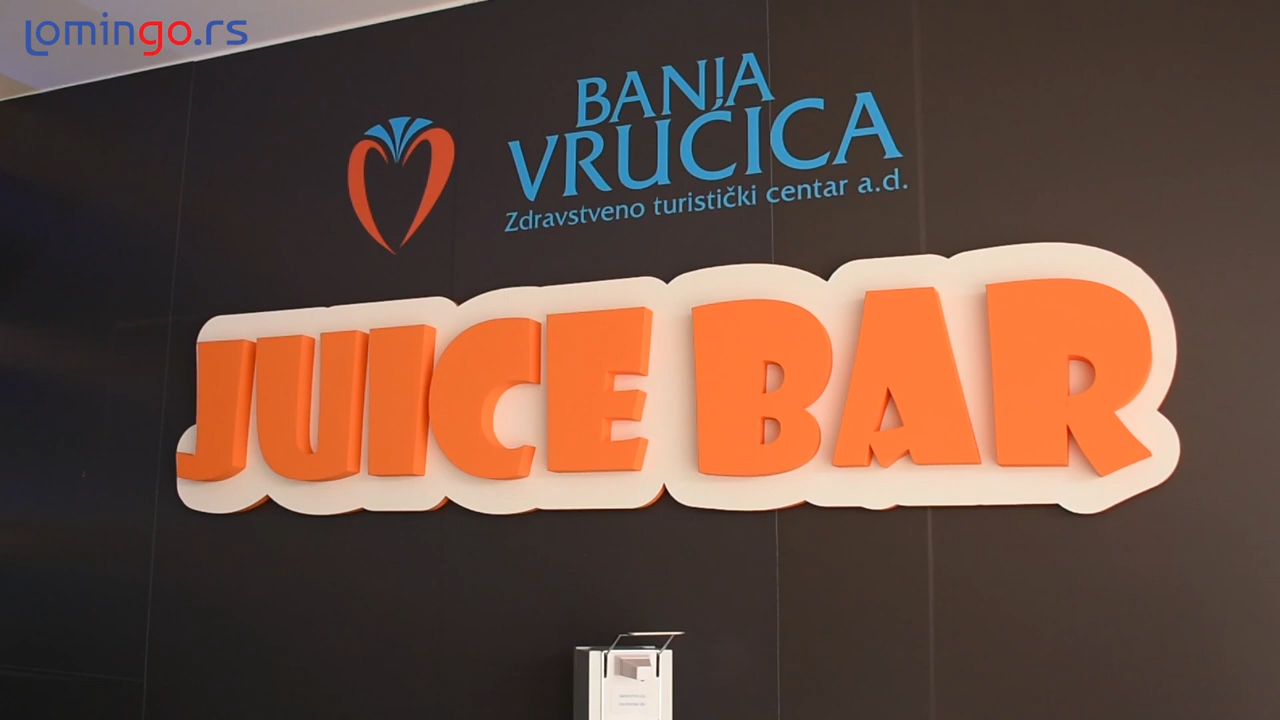 lomingo.rs
BANJA
VRUĆICA
Zdravstveno turistički centar a.d.
JUICE BAR